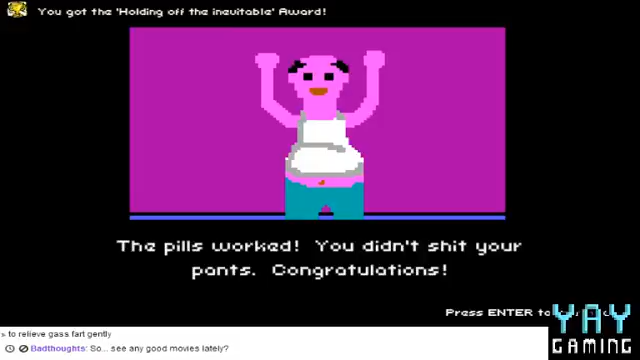 You got the 'Holding off the inevitable' Award!
The pills worked! You didn't shit your
pants. Congratulations!
Press ENTER to
YAY
GAMING
to relieve gass fart gently
Badthoughts: So... see any good movies lately?